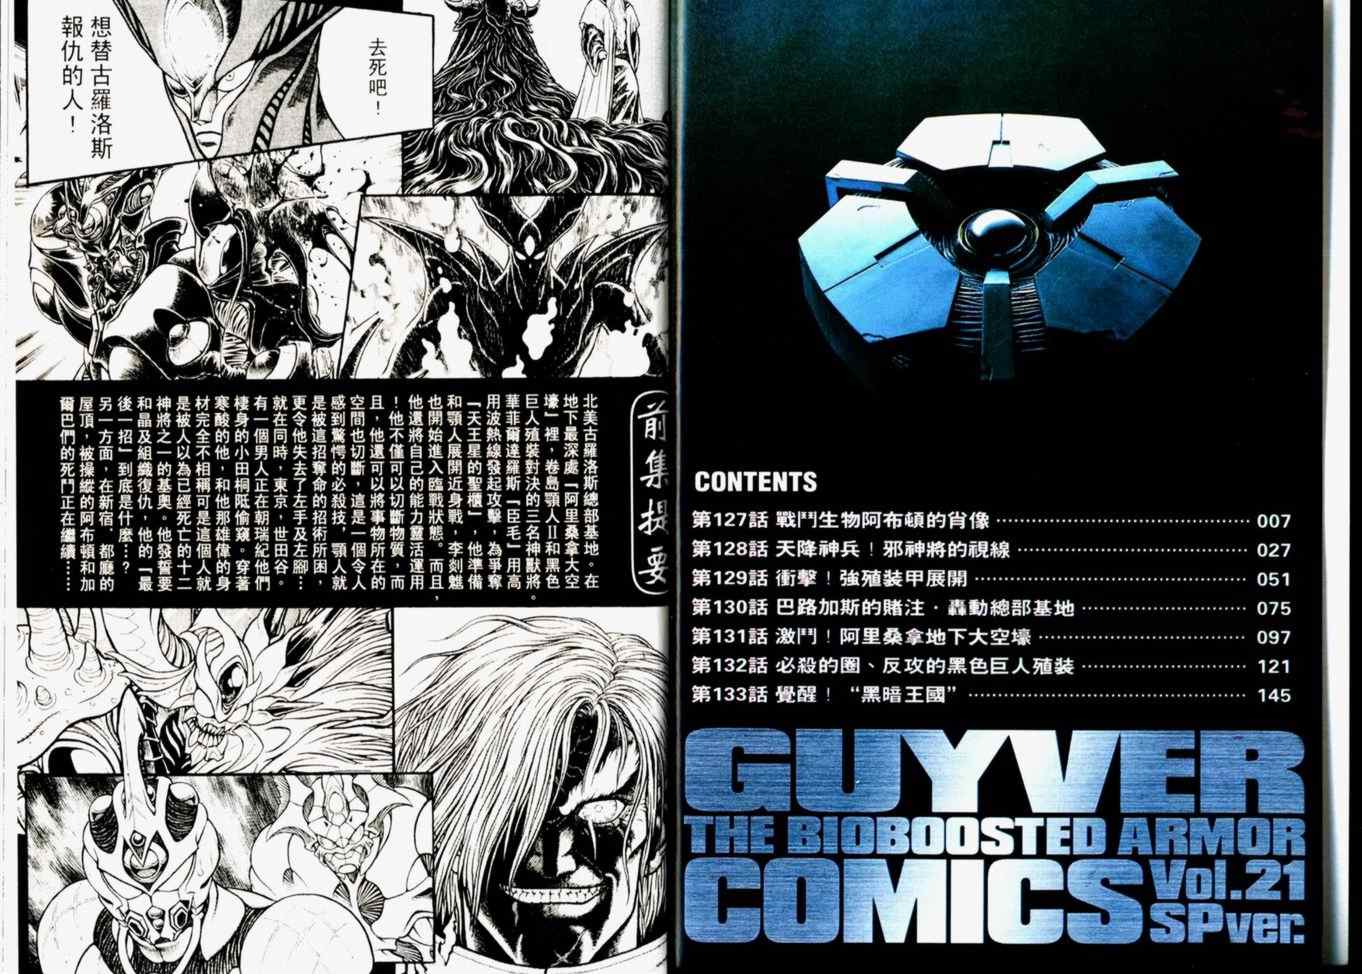 去死吧！
想替古羅洛斯
報仇的人！
前集提要
北美古羅洛斯總部基地。在
地下最深處「阿里桑拿大空
壕」裡，卷島顎人II和黑色
巨人殖裝對決的三名神獸將。
華菲爾達羅斯「臣毛」用高
用波熱線發起攻擊，為爭奪
『天王星的聖櫃』，他準備
和顎人展開近身戰，李剡魁
也開始進入臨戰狀態。而且，
他還將自己的能力靈活運用
！他不僅可以切斷物質，而
且，他還可以將事物所在的
空間也切斷，這是一個令人
感到驚愕的必殺技，顎人就
是被這招奪命的招術所困，
更令他失去了左手及左腳…
就在同時，東京，世田谷。
有一個男人正在朝瑞紀他們
棲身的小田桐邸偷窺。穿著
寒酸的他，和他那雄偉的身
材完全不相稱可是這個人就
是被人以為已經死亡的十二
神將之一的基奧。他發誓要
和晶及組織復仇，他的「最
後一招」到底是什麼…？
另一方面，在新宿，都廳的
屋頂，被操縱的阿布頓和加
爾巴們的死鬥正在繼續……
CONTENTS
第127話 戰鬥生物阿布頓的肖像 ………………………… 007
第128話 天降神兵！邪神將的視線 ………………………… 027
第129話 衝擊！強殖裝甲展開 ………………………… 051
第130話 巴路加斯的賭注．轟動總部基地 ………………… 075
第131話 激鬥！阿里桑拿地下大空壕 ……………………… 097
第132話 必殺的圈、反攻的黑色巨人殖裝 ………………… 121
第133話 覺醒！“黑暗王國” ………………………… 145
GUYVER
THE BIOBOOSTED ARMOR
COMICS Vol.21
SPver.